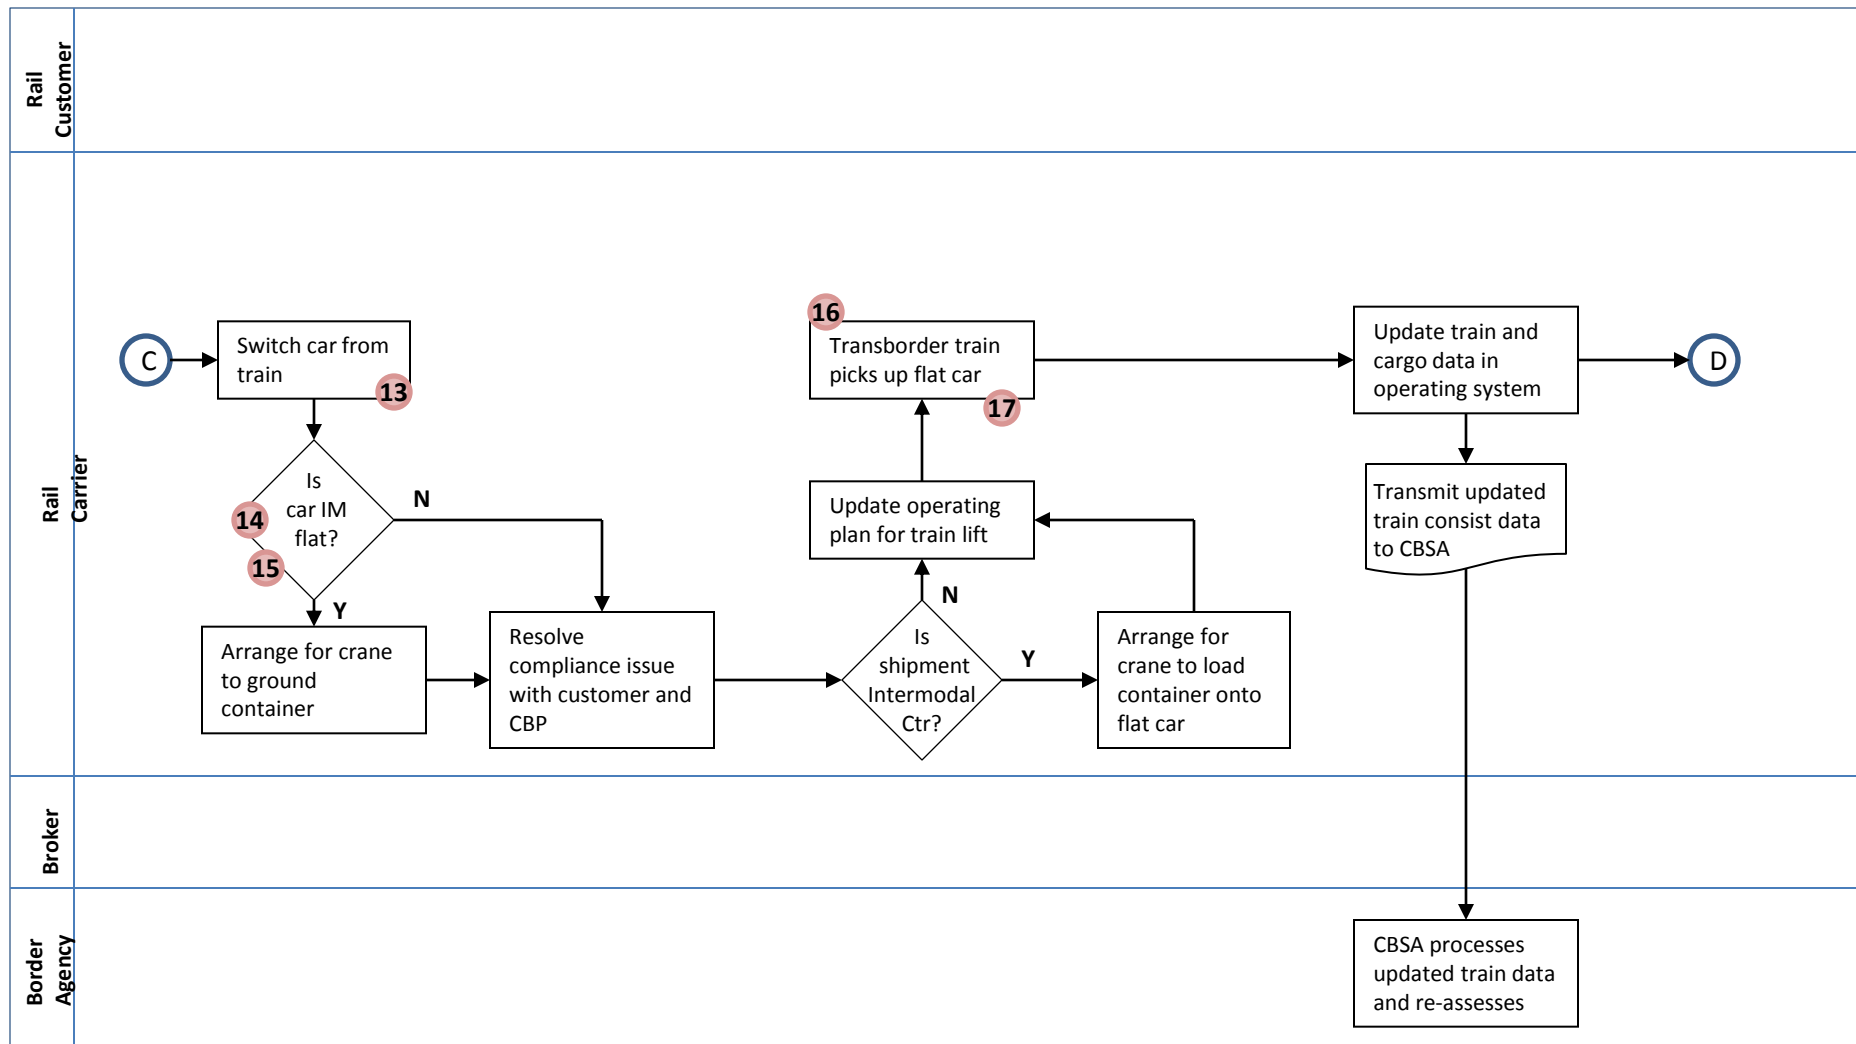 Rail
Customer
Rail
Carrier
C
Switch car from
train
13
Is
car IM
flat?
14
15
N
Y
Arrange for crane
to ground
container
Resolve
compliance issue
with customer and
CBP
Is
shipment
Intermodal
Ctr?
N
Y
Arrange for
crane to load
container onto
flat car
Update operating
plan for train lift
16
Transborder train
picks up flat car
17
Update train and
cargo data in
operating system
D
Transmit updated
train consist data
to CBSA
Broker
Border
Agency
CBSA processes
updated train data
and re-assesses